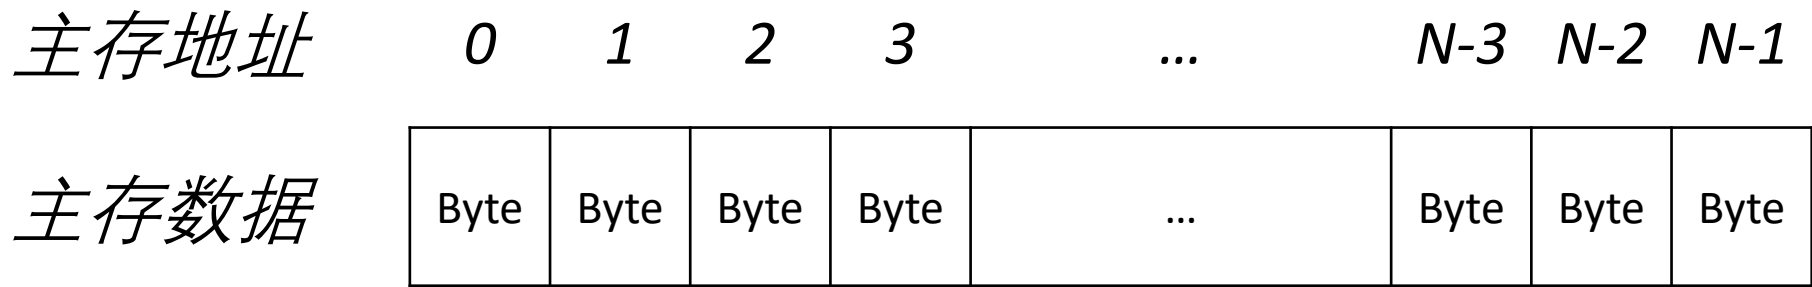 主存地址 0 1 2 3 ... N-3 N-2 N-1
主存数据 Byte Byte Byte Byte ... Byte Byte Byte